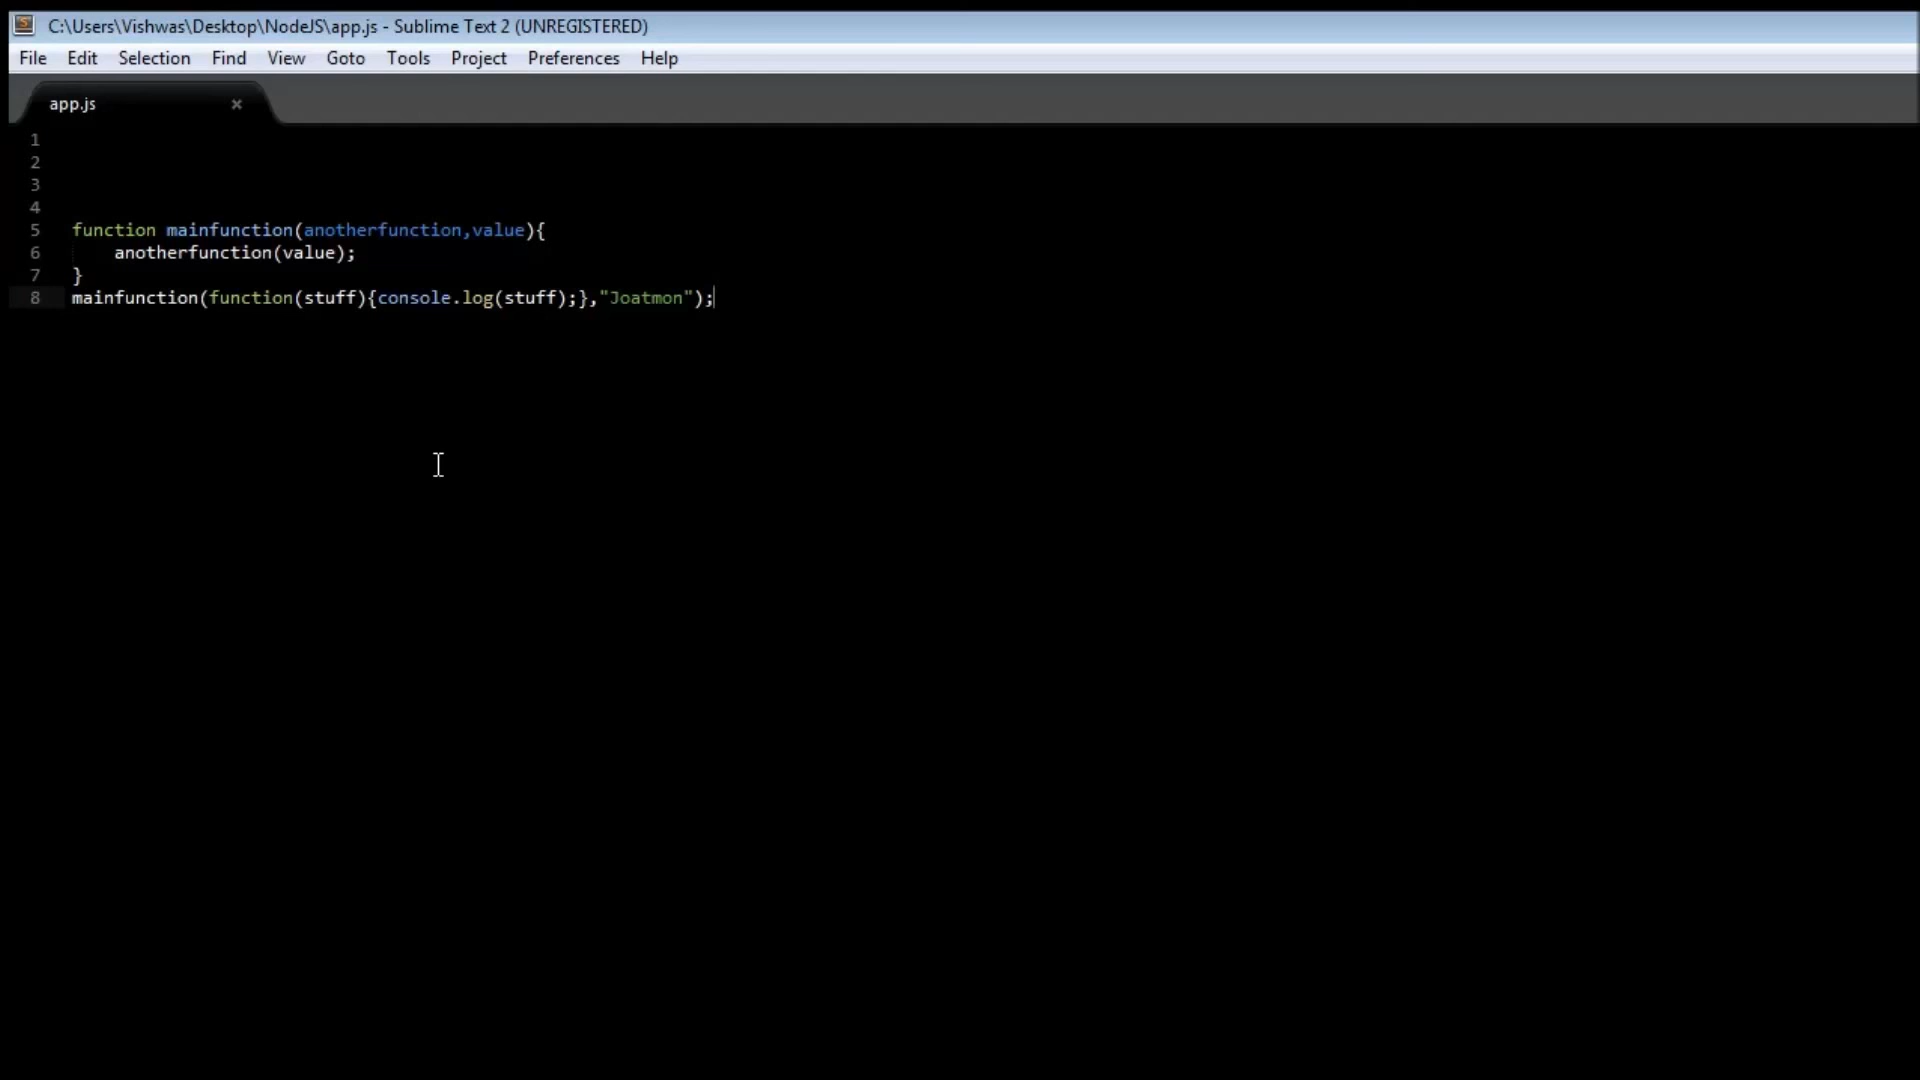 C:\Users\Vishwas\Desktop\NodeJS\app.js - Sublime Text 2 (UNREGISTERED)
File Edit Selection Find View Goto Tools Project Preferences Help
app.js ×
1
2
3
4
5 function mainfunction(anotherfunction,value){
6     anotherfunction(value);
7 }
8 mainfunction(function(stuff){console.log(stuff);},"Joatmon");